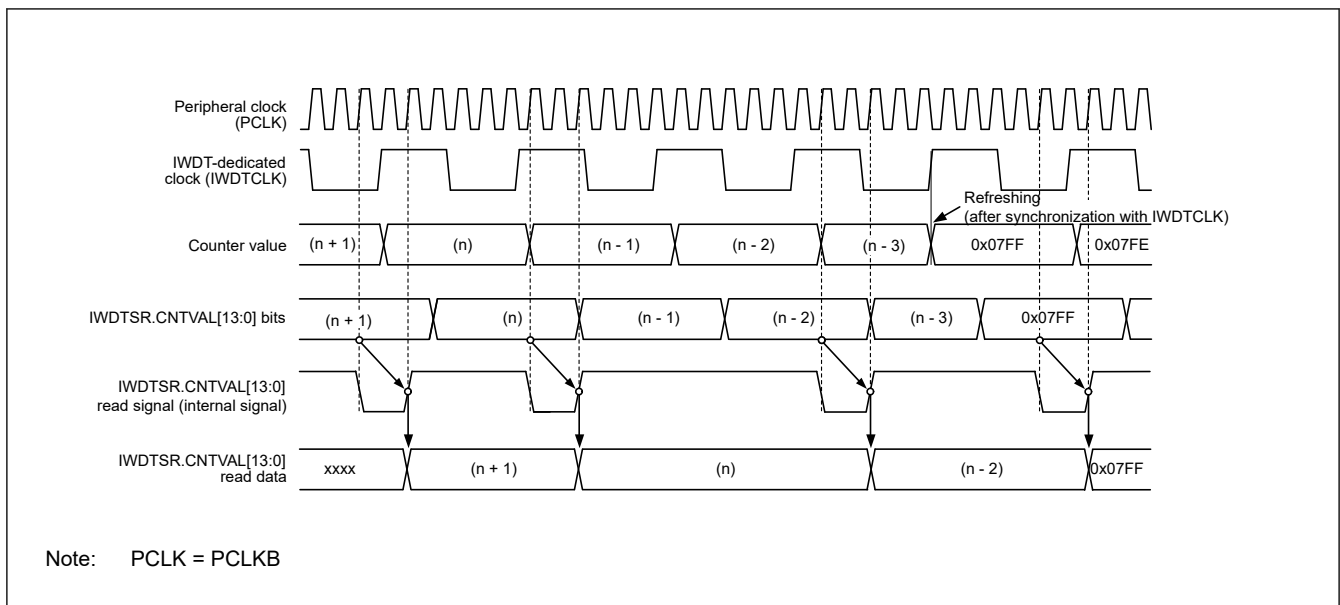 Peripheral clock
(PCLK)
IWDT-dedicated
clock (IWDTCLK)
Refreshing
(after synchronization with IWDTCLK)
Counter value
(n + 1)
(n)
(n - 1)
(n - 2)
(n - 3)
0x07FF
0x07FE
IWDTSR.CNTVAL[13:0] bits
(n + 1)
(n)
(n - 1)
(n - 2)
(n - 3)
0x07FF
IWDTSR.CNTVAL[13:0]
read signal (internal signal)
IWDTSR.CNTVAL[13:0]
read data
xxxx
(n + 1)
(n)
(n - 2)
0x07FF
Note: PCLK = PCLKB